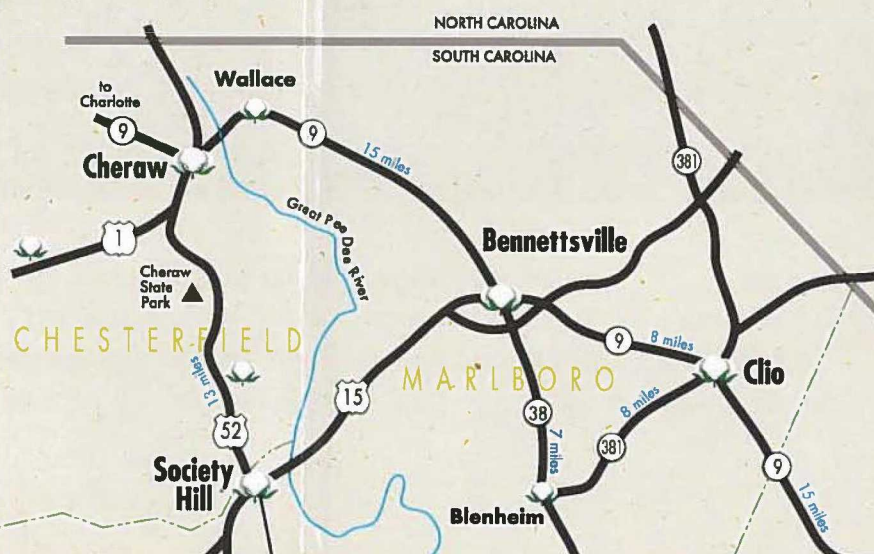 NORTH CAROLINA
SOUTH CAROLINA
Wallace
to
Charlotte
9
9
15 miles
Cheraw
381
1
Great Pee Dee River
Bennettsville
Cheraw
State
Park
CHESTERFIELD
9
8 miles
13 miles
MARLBORO
Clio
15
8 miles
38
52
7 miles
381
Society
Hill
9
15 miles
Blenheim